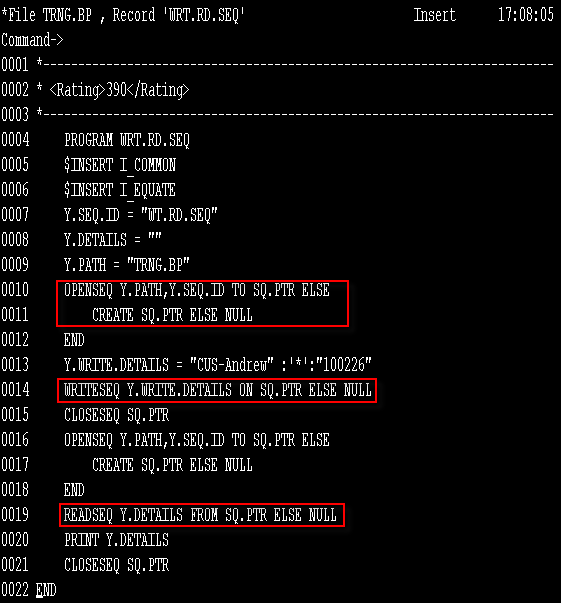 *File TRNG.BP , Record 'WRT.RD.SEQ' Insert 17:08:05
Command->
0001 *-------------------------------------------------------------------------
0002 * <Rating>390</Rating>
0003 *-------------------------------------------------------------------------
0004 PROGRAM WRT.RD.SEQ
0005 $INSERT I_COMMON
0006 $INSERT I_EQUATE
0007 Y.SEQ.ID = "WT.RD.SEQ"
0008 Y.DETAILS = ""
0009 Y.PATH = "TRNG.BP"
0010 OPENSEQ Y.PATH,Y.SEQ.ID TO SQ.PTR ELSE
0011 CREATE SQ.PTR ELSE NULL
0012 END
0013 Y.WRITE.DETAILS = "CUS-Andrew" :'*':"100226"
0014 WRITESEQ Y.WRITE.DETAILS ON SQ.PTR ELSE NULL
0015 CLOSESEQ SQ.PTR
0016 OPENSEQ Y.PATH,Y.SEQ.ID TO SQ.PTR ELSE
0017 CREATE SQ.PTR ELSE NULL
0018 END
0019 READSEQ Y.DETAILS FROM SQ.PTR ELSE NULL
0020 PRINT Y.DETAILS
0021 CLOSESEQ SQ.PTR
0022 END